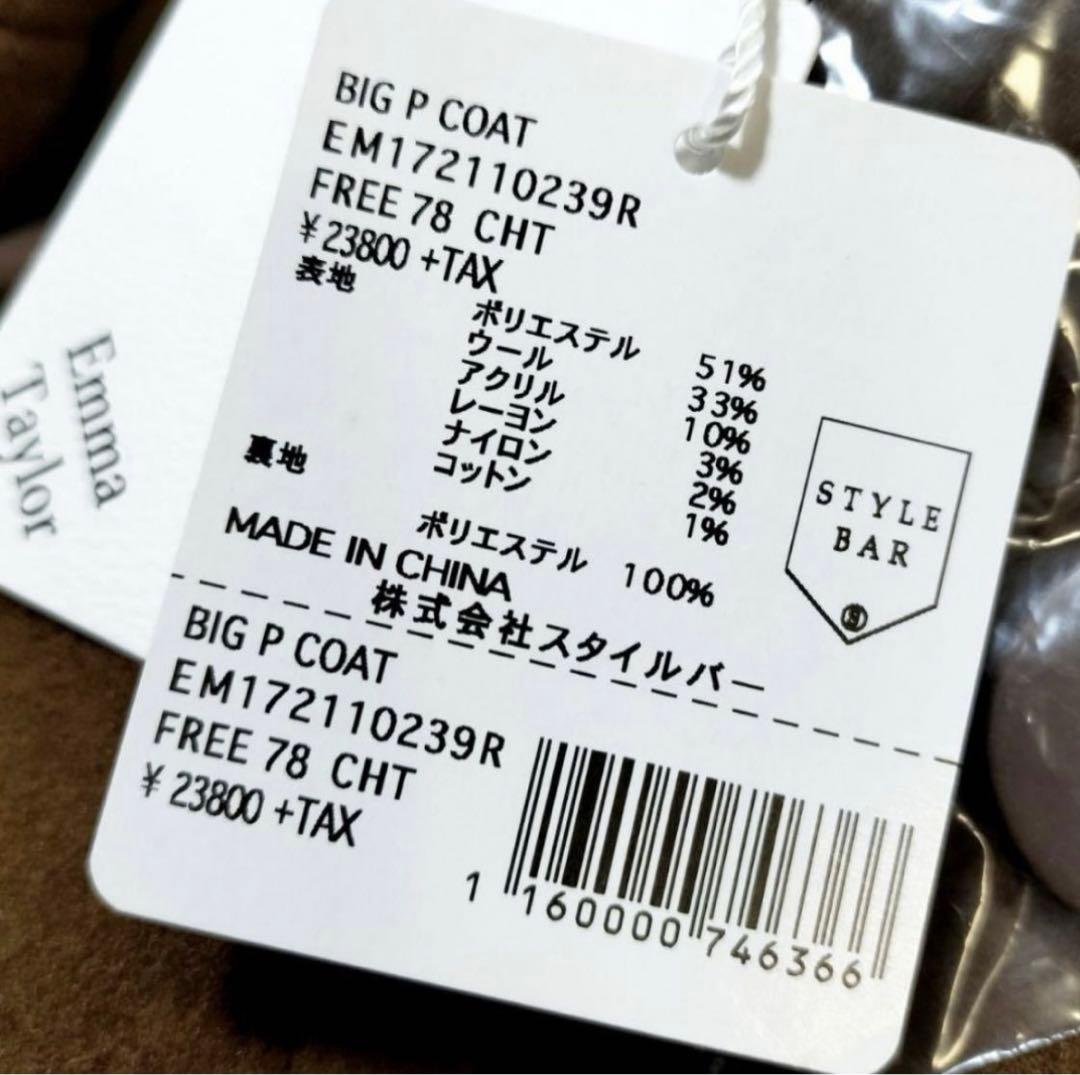 Emma
Taylor
BIG P COAT
EM172110239R
FREE 78 CHT
¥23800 +TAX
表地
ポリエステル 51%
ウール 33%
アクリル 10%
レーヨン 3%
ナイロン 2%
コットン 1%
裏地
ポリエステル 100%
MADE IN CHINA
株式会社スタイルバー
STYLE
BAR
BIG P COAT
EM172110239R
FREE 78 CHT
¥23800 +TAX
1 160000 746366